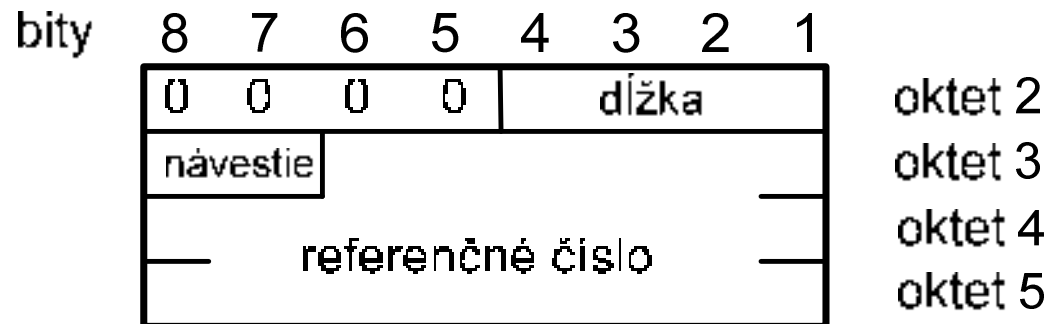 bity 8 7 6 5 4 3 2 1
0 0 0 0 dĺžka oktet 2
návestie oktet 3
oktet 4
referenčné číslo
oktet 5